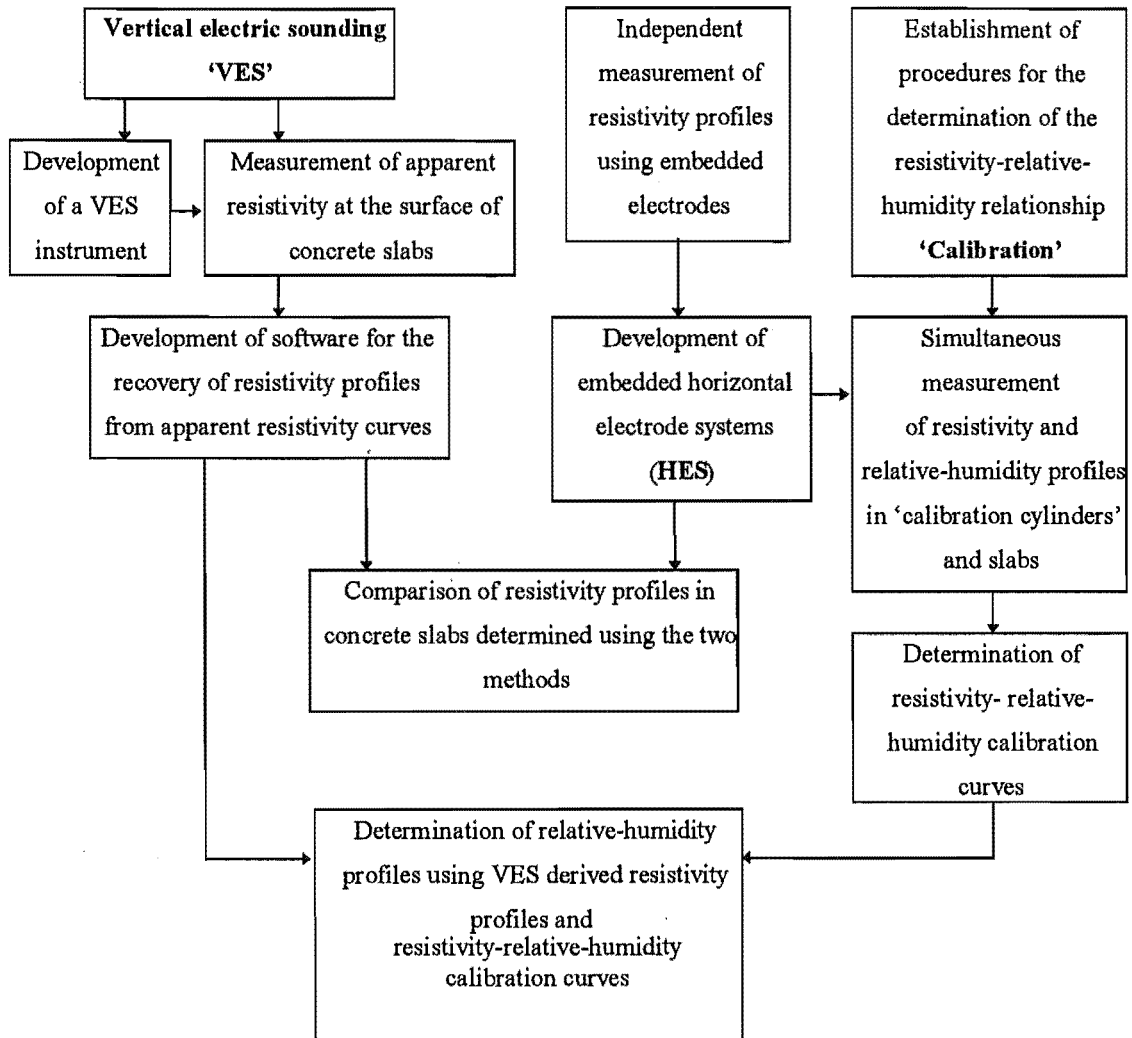 Vertical electric sounding
‘VES’
Development
of a VES
instrument
Measurement of apparent
resistivity at the surface of
concrete slabs
Development of software for the
recovery of resistivity profiles
from apparent resistivity curves
Independent
measurement of
resistivity profiles
using embedded
electrodes
Development of
embedded horizontal
electrode systems
(HES)
Comparison of resistivity profiles in
concrete slabs determined using the two
methods
Establishment of
procedures for the
determination of the
resistivity-relative-
humidity relationship
‘Calibration’
Simultaneous
measurement
of resistivity and
relative-humidity profiles
in ‘calibration cylinders’
and slabs
Determination of
resistivity- relative-
humidity calibration
curves
Determination of relative-humidity
profiles using VES derived resistivity
profiles and
resistivity-relative-humidity
calibration curves